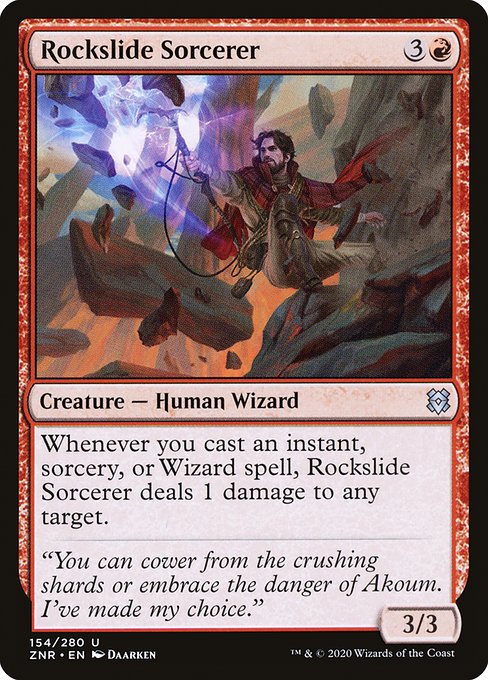 Rockslide Sorcerer 3
Creature — Human Wizard
Whenever you cast an instant,
sorcery, or Wizard spell, Rockslide
Sorcerer deals 1 damage to any
target.
“You can cower from the crushing
shards or embrace the danger of Akoum.
I’ve made my choice.”
3/3
154/280 U
ZNR • EN DAARKEN
™ & © 2020 Wizards of the Coast